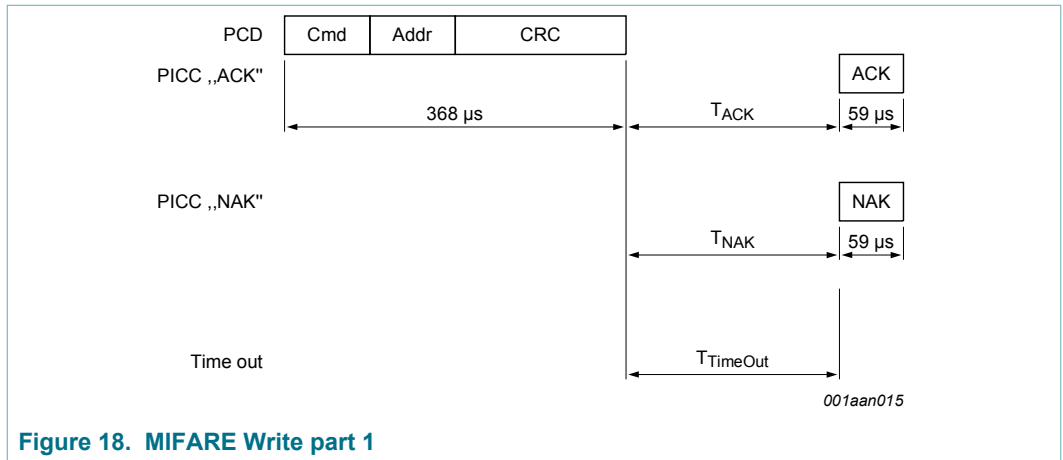 PCD Cmd Addr CRC
PICC ,,ACK" ACK
368 µs TACK 59 µs
PICC ,,NAK" NAK
TNAK 59 µs
Time out TTimeOut
001aan015
Figure 18. MIFARE Write part 1